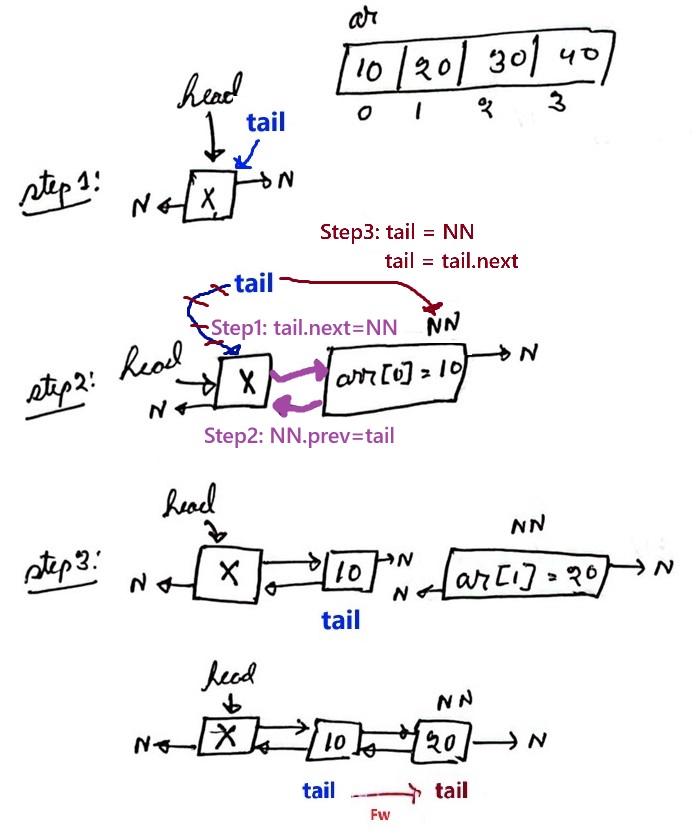 ar
10 20 30 40
0 1 2 3
head
tail
step 1:
N X N
Step3: tail = NN
tail = tail.next
tail
Step1: tail.next=NN
NN
step2:
head
X arr[0] = 10 N
N
Step2: NN.prev=tail
head
NN
step3:
N X 10 N
N ar[1] = 20 N
tail
head
NN
N X 10 20 N
tail tail
Fw